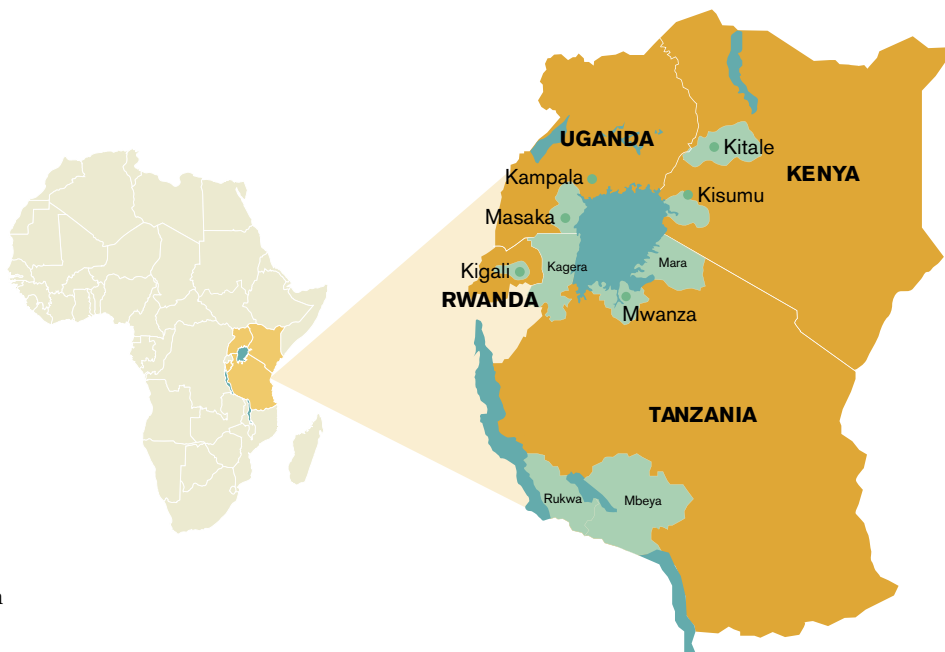 UGANDA
Kitale
KENYA
Kampala
Kisumu
Masaka
Kigali
Kagera
Mara
RWANDA
Mwanza
TANZANIA
Rukwa
Mbeya